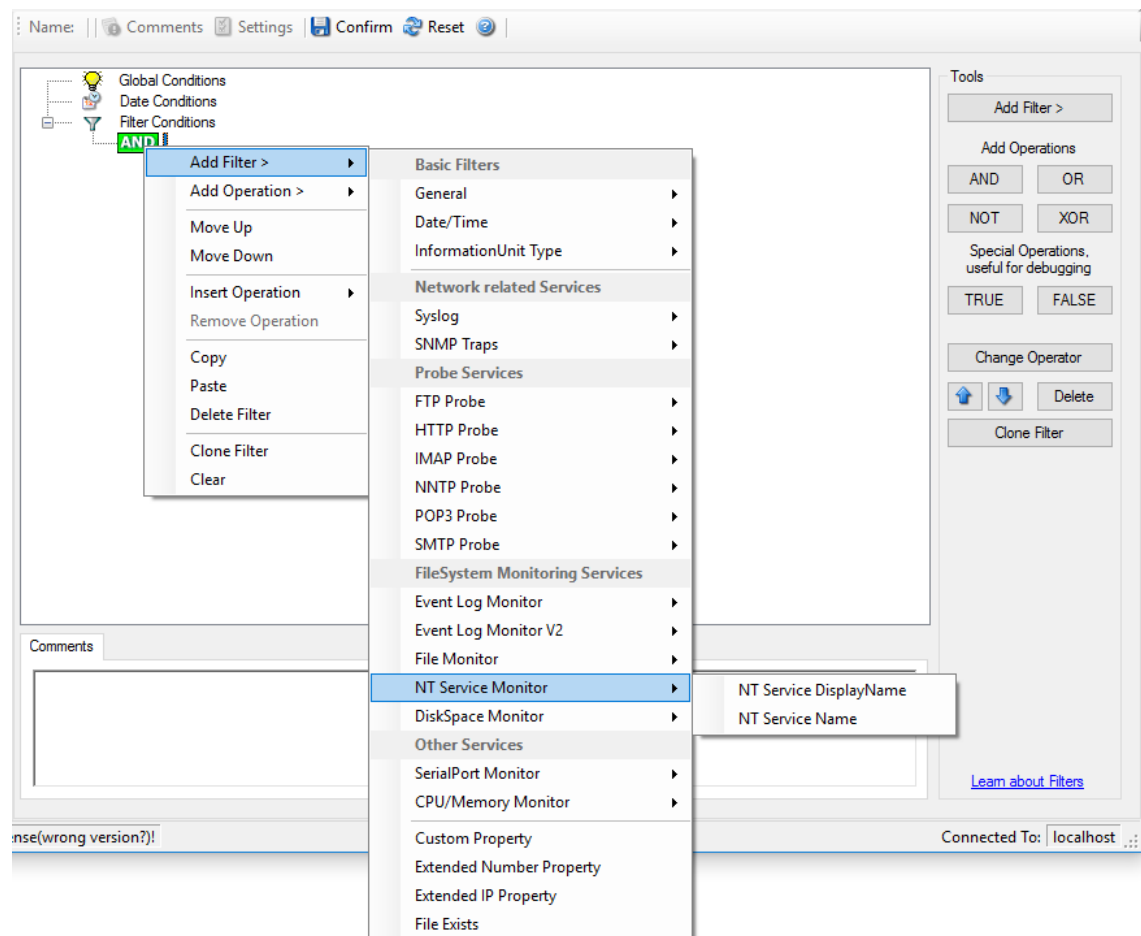 Name: Comments Settings Confirm Reset
Global Conditions
Date Conditions
Filter Conditions
AND
Add Filter >
Add Operation >
Move Up
Move Down
Insert Operation
Remove Operation
Copy
Paste
Delete Filter
Clone Filter
Clear
Basic Filters
General
Date/Time
InformationUnit Type
Network related Services
Syslog
SNMP Traps
Probe Services
FTP Probe
HTTP Probe
IMAP Probe
NNTP Probe
POP3 Probe
SMTP Probe
FileSystem Monitoring Services
Event Log Monitor
Event Log Monitor V2
File Monitor
NT Service Monitor
DiskSpace Monitor
Other Services
SerialPort Monitor
CPU/Memory Monitor
Custom Property
Extended Number Property
Extended IP Property
File Exists
NT Service DisplayName
NT Service Name
Tools
Add Filter >
Add Operations
AND OR
NOT XOR
Special Operations,
useful for debugging
TRUE FALSE
Change Operator
Delete
Clone Filter
Learn about Filters
Comments
ense(wrong version?)!
Connected To: localhost